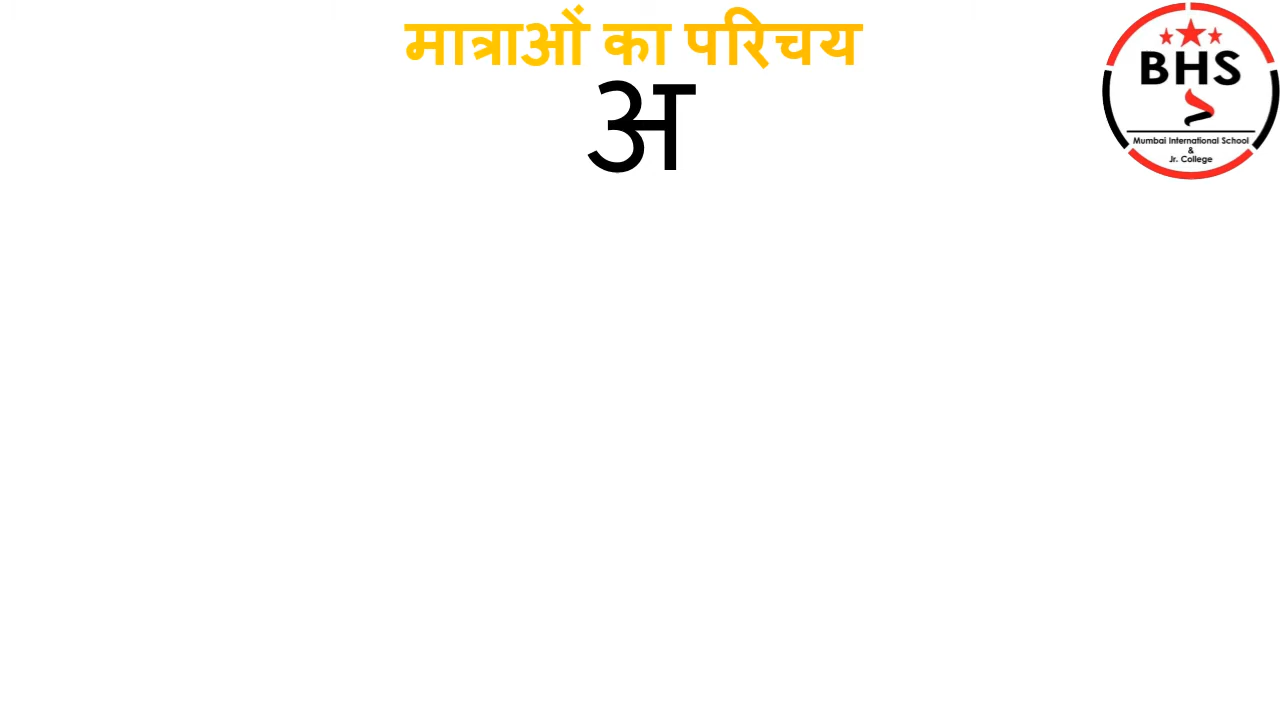 मात्राओं का परिचय
अ
BHS
Mumbai International School
&
Jr. College